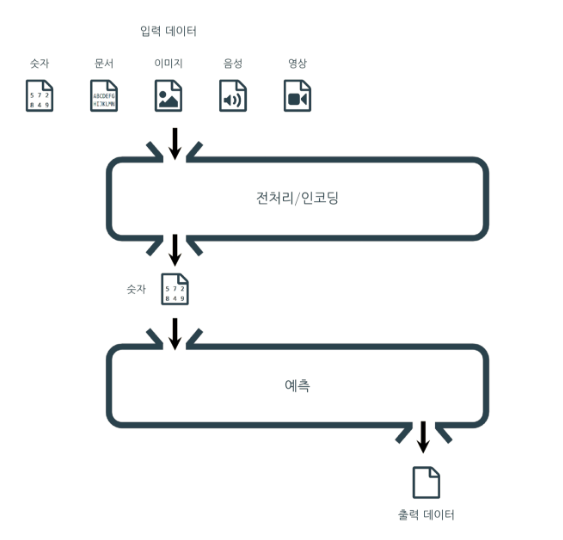 입력 데이터
숫자 문서 이미지 음성 영상
5 7 2
8 4 9
ABCDEFG
HIJKLMN
전처리/인코딩
숫자
5 7 2
8 4 9
예측
출력 데이터